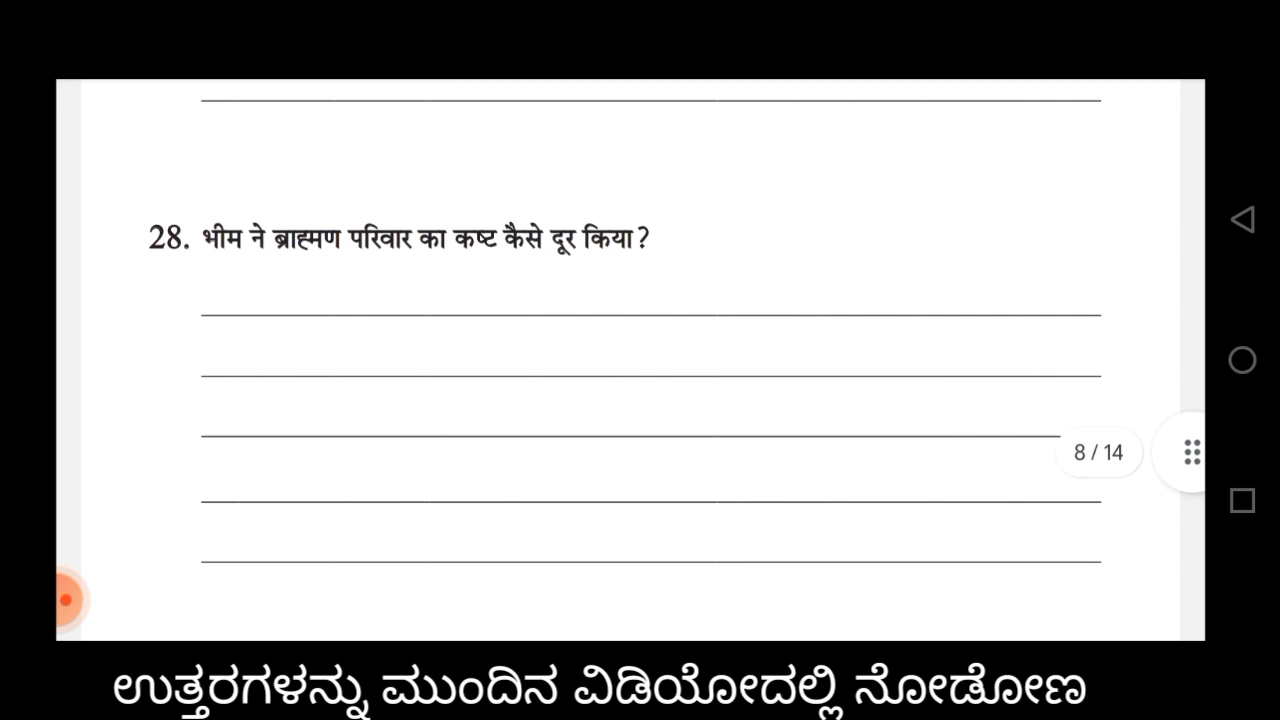 28. भीम ने ब्राह्मण परिवार का कष्ट कैसे दूर किया?
8 / 14
ಉತ್ತರಗಳನ್ನು ಮುಂದಿನ ವಿಡಿಯೋದಲ್ಲಿ ನೋಡೋಣ